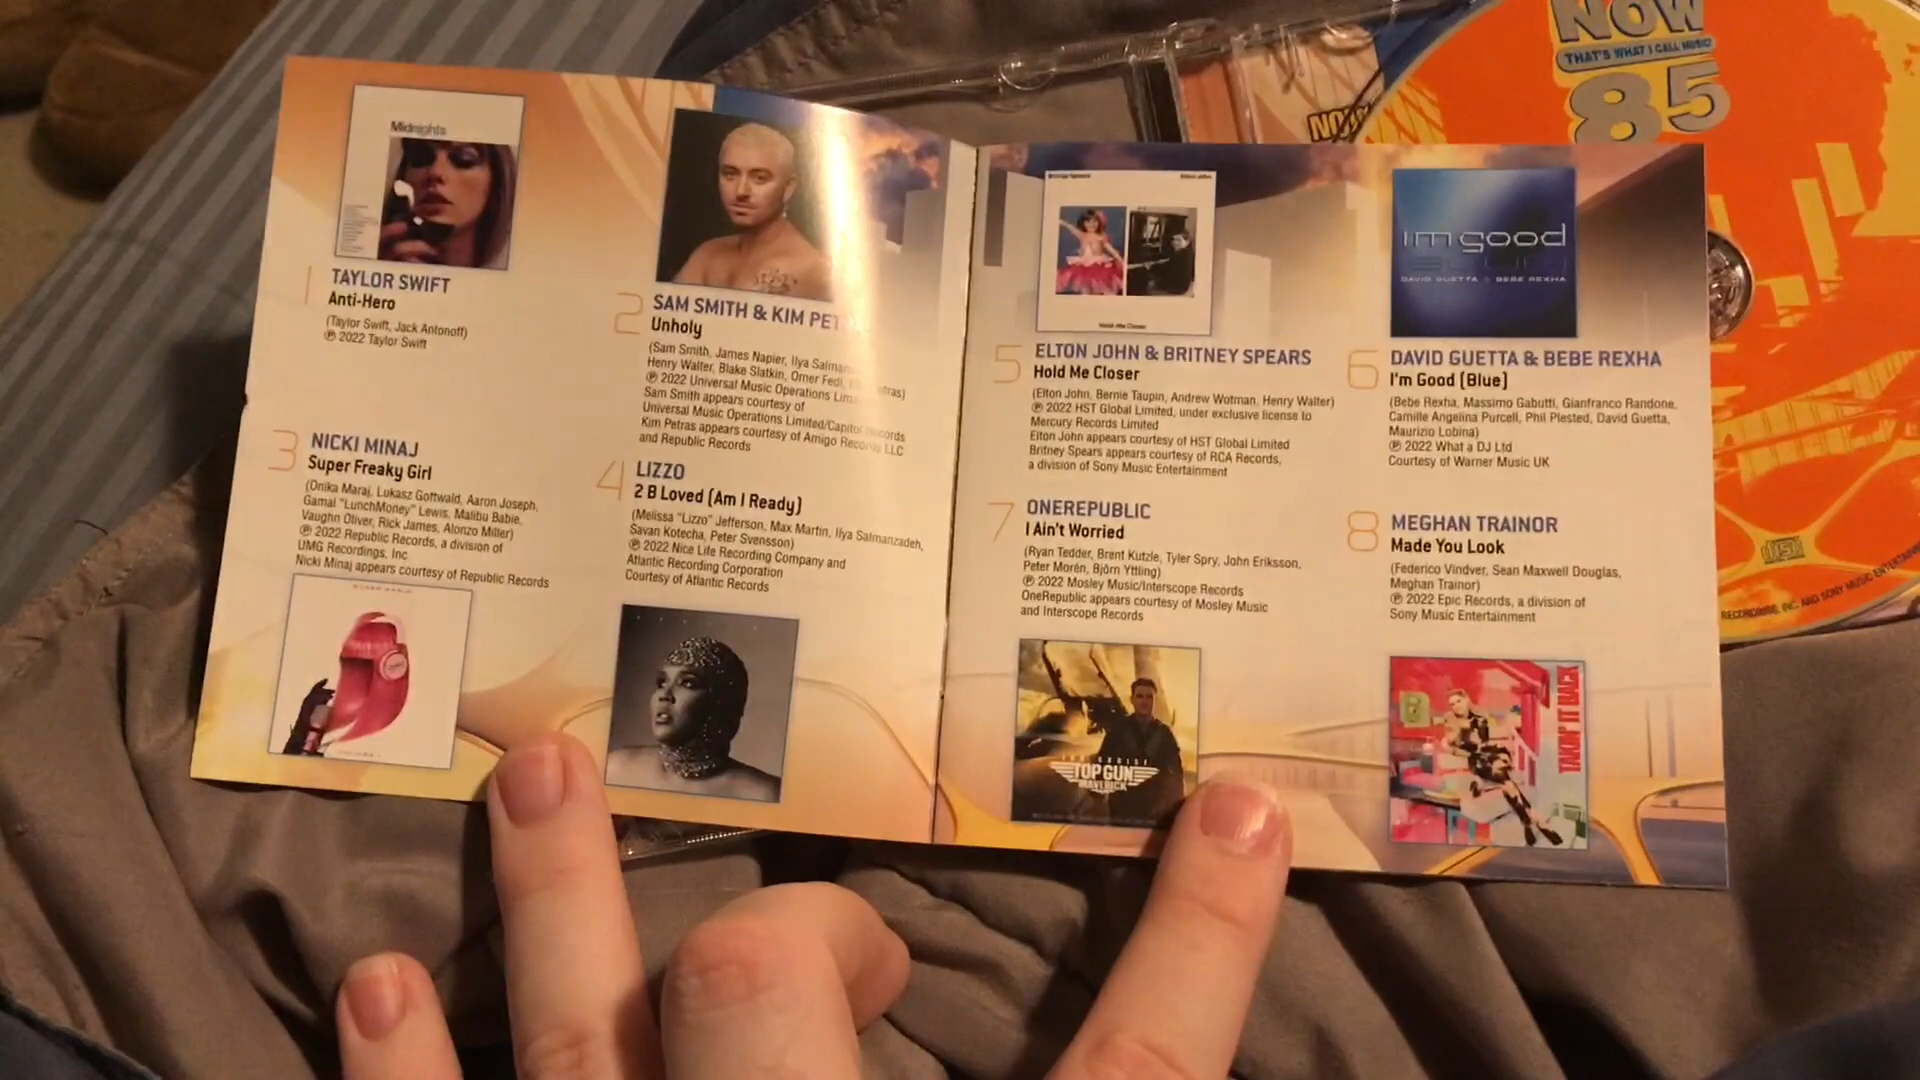 NOW
THAT'S WHAT I CALL MUSIC!
85
NOW
Midnights
1
TAYLOR SWIFT
Anti-Hero
(Taylor Swift, Jack Antonoff)
℗ 2022 Taylor Swift
2
SAM SMITH & KIM
Unholy
(Sam Smith, James Napier, Ilya
Henry Walter, Blake Slatkin, Omer Fedi,
℗ 2022 Universal Music Operations
Sam Smith appears courtesy of
Universal Music Operations Limited/Capitol Records
Kim Petras appears courtesy of Amigo Records LLC
and Republic Records
3
NICKI MINAJ
Super Freaky Girl
(Onika Maraj, Lukasz Gottwald, Aaron Joseph,
Gamal "LunchMoney" Lewis, Malibu Babie,
Vaughn Oliver, Rick James, Alonzo Miller)
℗ 2022 Republic Records, a division of
UMG Recordings, Inc.
Nicki Minaj appears courtesy of Republic Records
4
LIZZO
2 B Loved (Am I Ready)
(Melissa "Lizzo" Jefferson, Max Martin, Ilya Salmanzadeh,
Savan Kotecha, Peter Svensson)
℗ 2022 Nice Life Recording Company and
Atlantic Recording Corporation
Courtesy of Atlantic Records
Hold Me Closer
5
ELTON JOHN & BRITNEY SPEARS
Hold Me Closer
(Elton John, Bernie Taupin, Andrew Wotman, Henry Walter)
℗ 2022 HST Global Limited, under exclusive license to
Mercury Records Limited
Elton John appears courtesy of HST Global Limited
Britney Spears appears courtesy of RCA Records,
a division of Sony Music Entertainment
im good
DAVID GUETTA & BEBE REXHA
6
DAVID GUETTA & BEBE REXHA
I'm Good (Blue)
(Bebe Rexha, Massimo Gabutti, Gianfranco Randone,
Camille Angelina Purcell, Phil Plested, David Guetta,
Maurizio Lobina)
℗ 2022 What a DJ Ltd
Courtesy of Warner Music UK
7
ONEREPUBLIC
I Ain't Worried
(Ryan Tedder, Brent Kutzle, Tyler Spry, John Eriksson,
Peter Morén, Björn Yttling)
℗ 2022 Mosley Music/Interscope Records
OneRepublic appears courtesy of Mosley Music
and Interscope Records
TOP GUN
MAVERICK
8
MEGHAN TRAINOR
Made You Look
(Federico Vindver, Sean Maxwell Douglas,
Meghan Trainor)
℗ 2022 Epic Records, a division of
Sony Music Entertainment
TAKIN' IT BACK
RECORDINGS, INC. AND SONY MUSIC ENTERTAINMENT